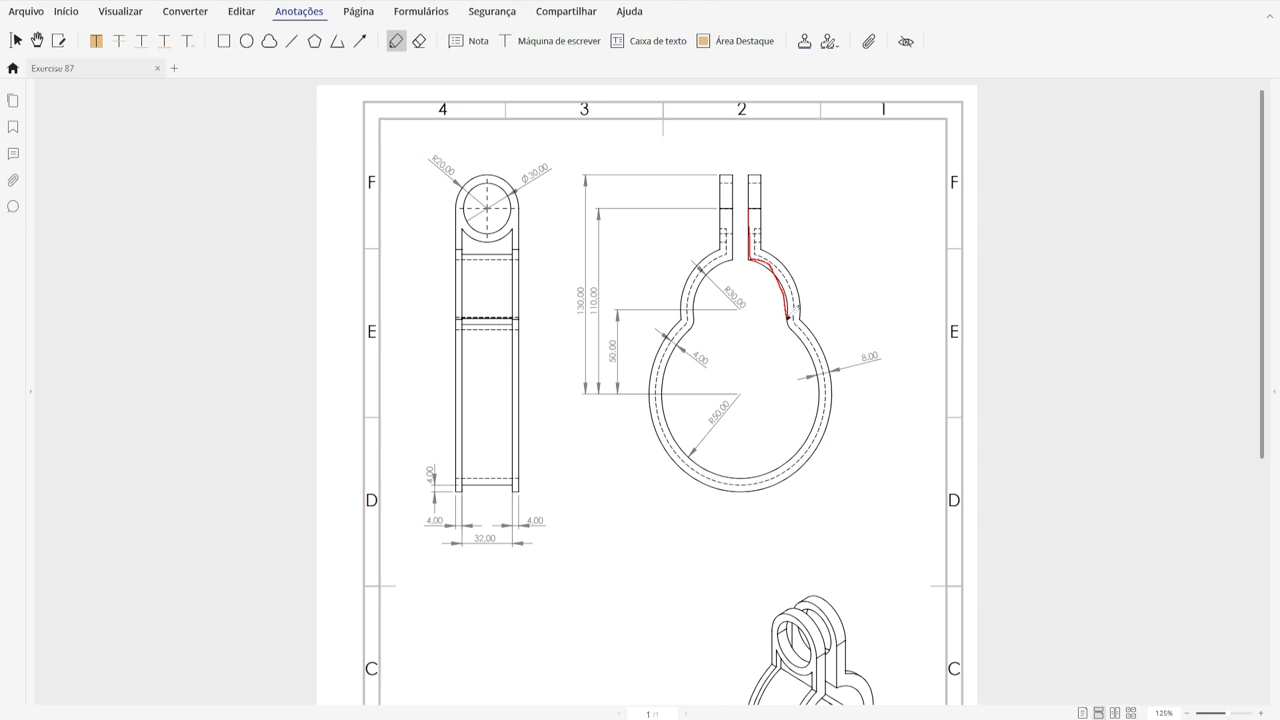 Arquivo Início Visualizar Converter Editar Anotações Página Formulários Segurança Compartilhar Ajuda
Nota Máquina de escrever Caixa de texto Área Destaque
Exercise 87
4 3 2 1
F F
E E
D D
C C
R20,00
Ø30,00
130,00
110,00
50,00
R30,00
4,00
8,00
R50,00
4,00
4,00 4,00
32,00
1 /1
125%